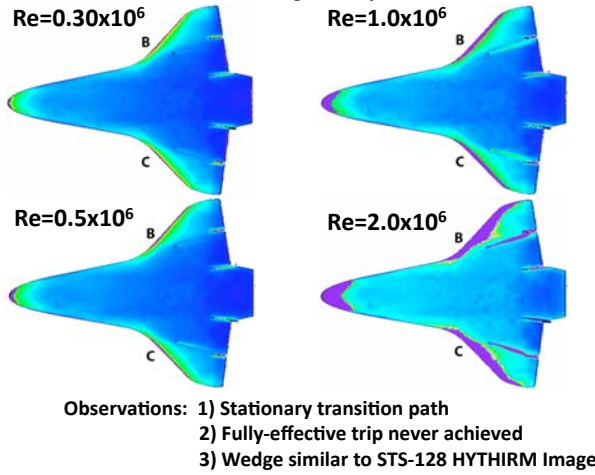 Re=0.30x10⁶
B
C
Re=1.0x10⁶
B
C
Re=0.5x10⁶
B
C
Re=2.0x10⁶
B
C
Observations: 1) Stationary transition path
2) Fully-effective trip never achieved
3) Wedge similar to STS-128 HYTHIRM Image